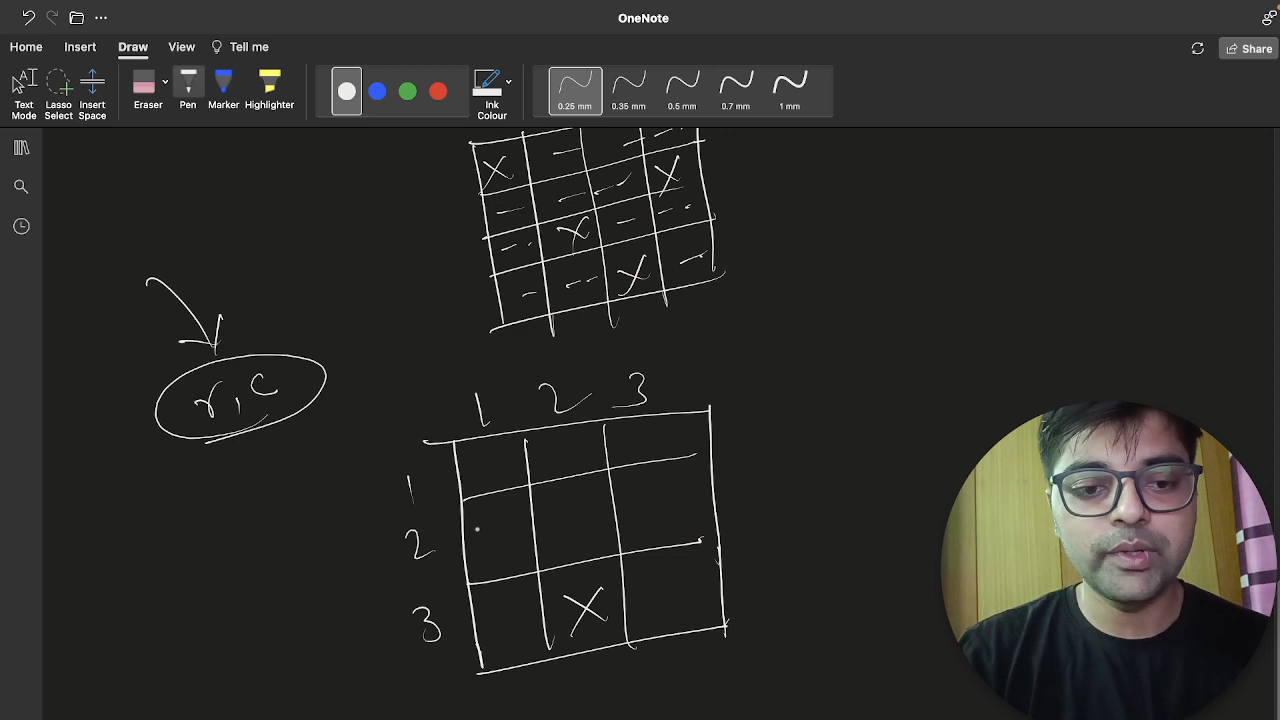 OneNote
Home Insert Draw View Tell me
Share
Text Mode
Lasso Select
Insert Space
Eraser
Pen
Marker
Highlighter
Ink Colour
0.25 mm
0.35 mm
0.5 mm
0.7 mm
1 mm
X
X
X
X
r, c
1 2 3
1
2
3 X